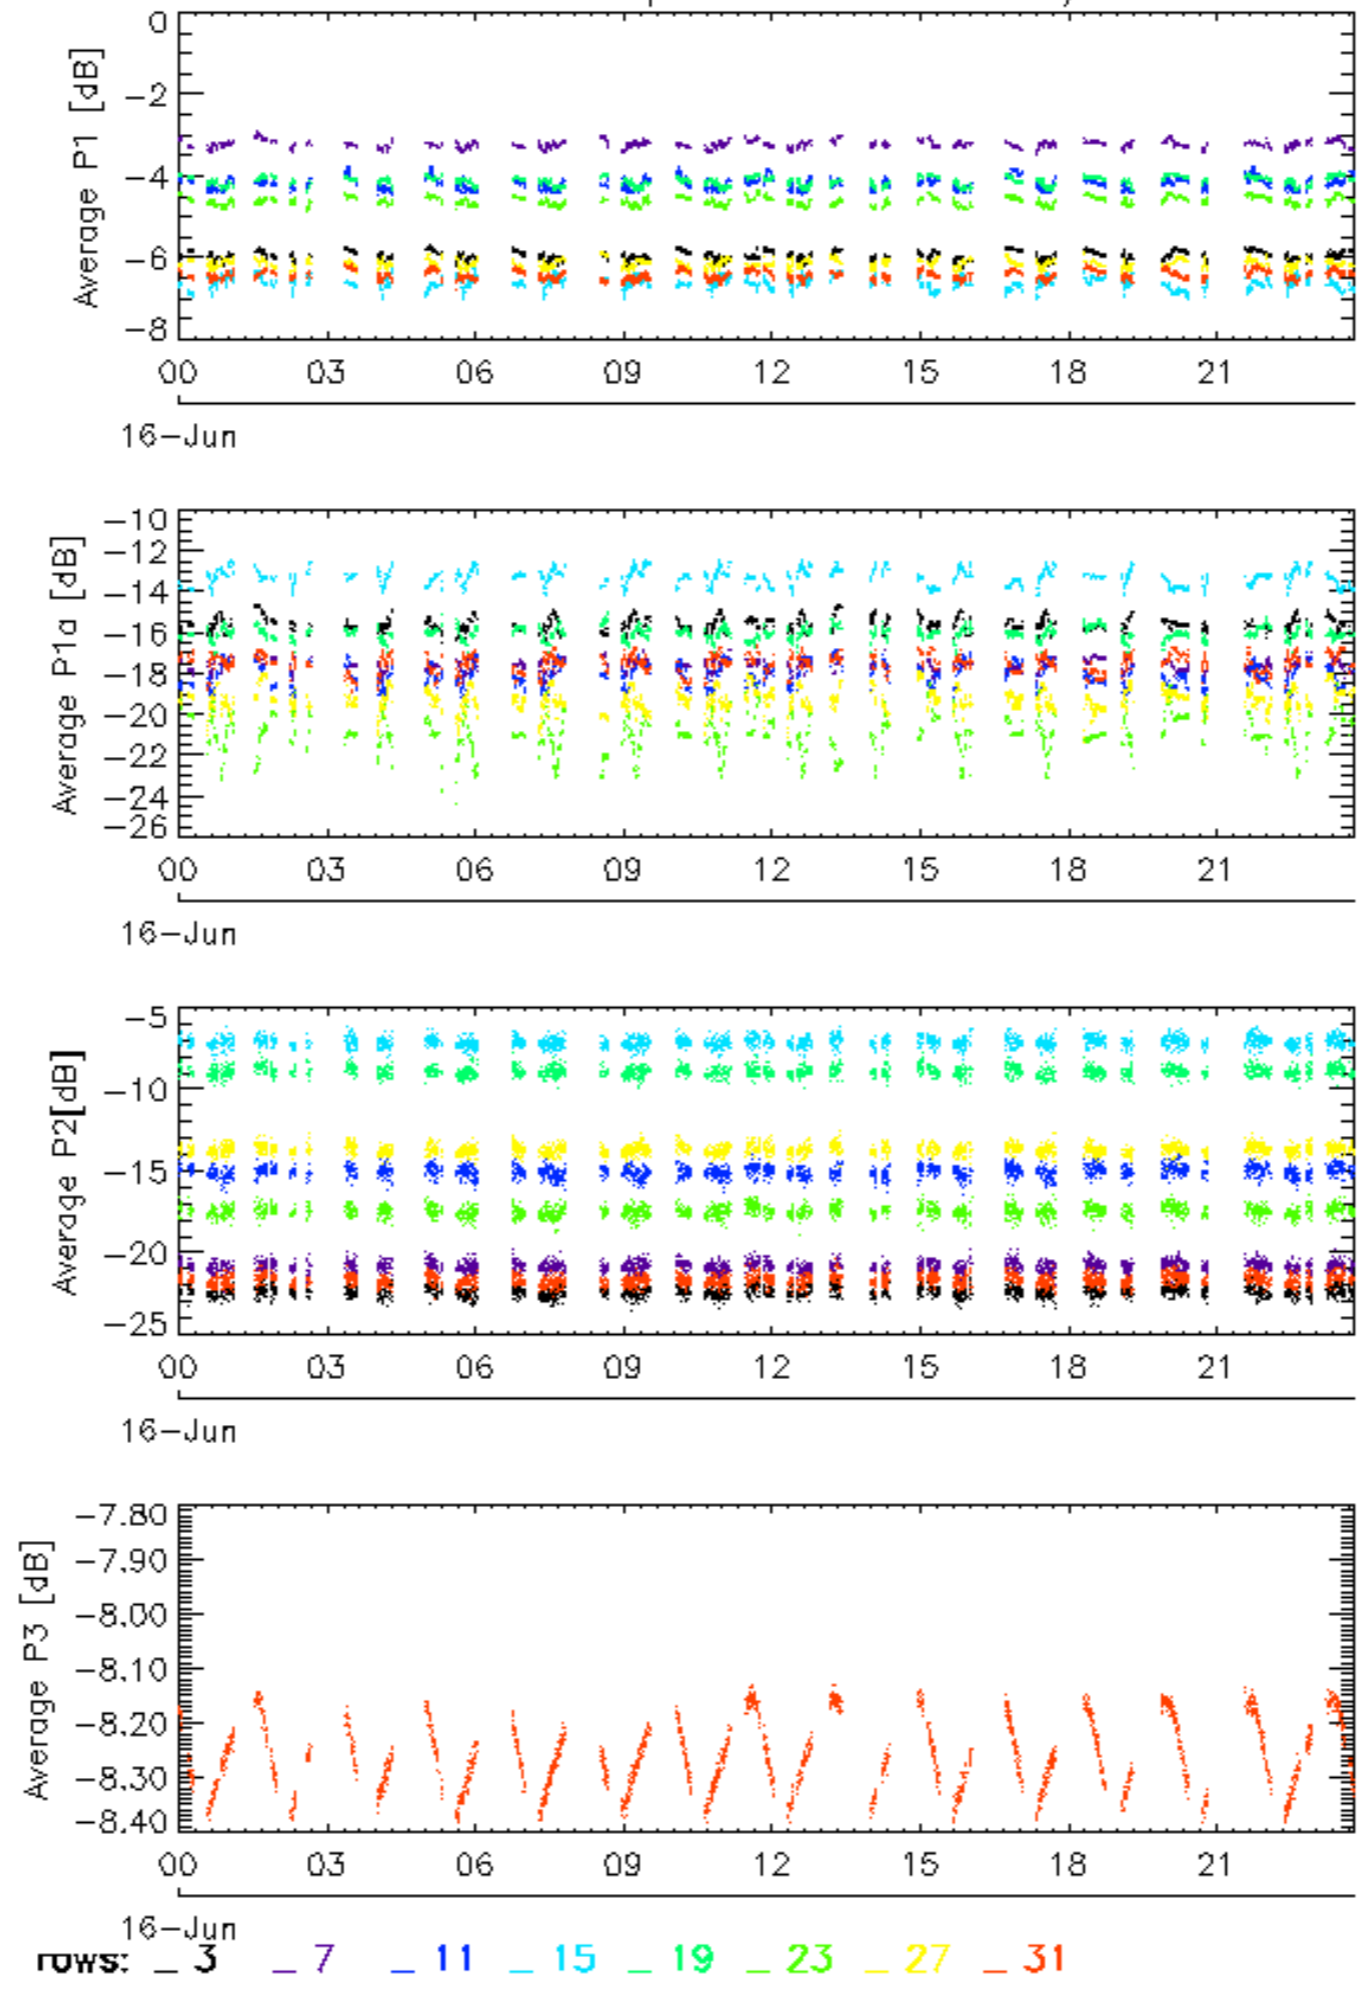 Average P1 [dB]
0
−2
−4
−6
−8
00 03 06 09 12 15 18 21
16−Jun
Average P1a [dB]
−10
−12
−14
−16
−18
−20
−22
−24
−26
00 03 06 09 12 15 18 21
16−Jun
Average P2[dB]
−5
−10
−15
−20
−25
00 03 06 09 12 15 18 21
16−Jun
Average P3 [dB]
−7.80
−7.90
−8.00
−8.10
−8.20
−8.30
−8.40
00 03 06 09 12 15 18 21
16−Jun
rows: _ 3 _ 7 _ 11 _ 15 _ 19 _ 23 _ 27 _ 31